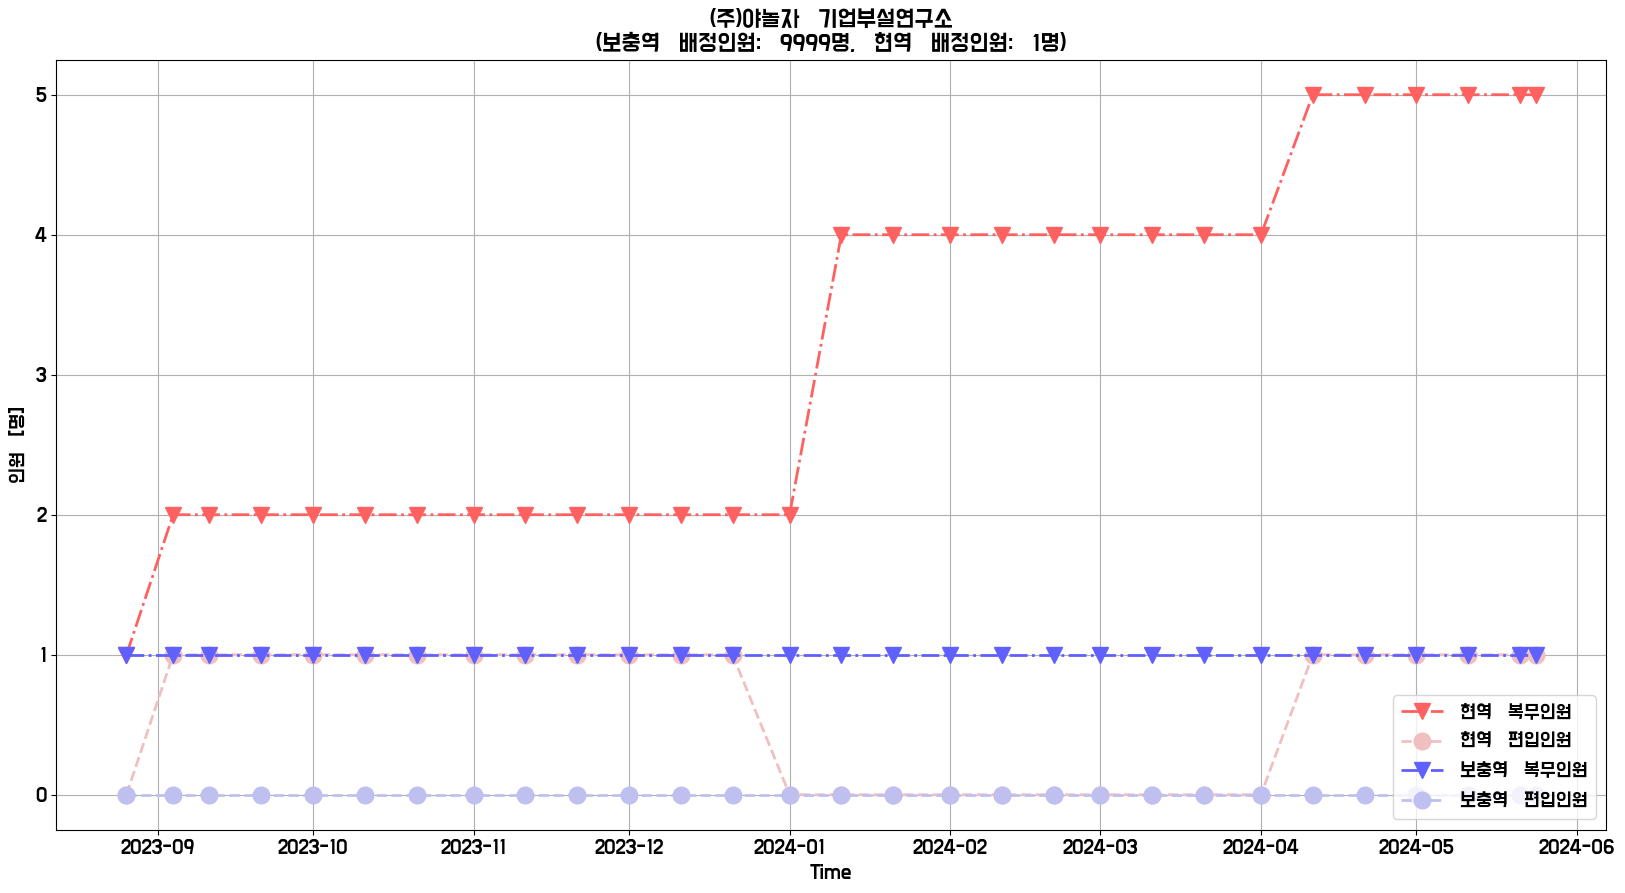 (주)야놀자 기업부설연구소
(보충역 배정인원: 9999명, 현역 배정인원: 1명)
인원 [명]
5
4
3
2
1
0
2023-09 2023-10 2023-11 2023-12 2024-01 2024-02 2024-03 2024-04 2024-05 2024-06
Time
현역 복무인원
현역 편입인원
보충역 복무인원
보충역 편입인원